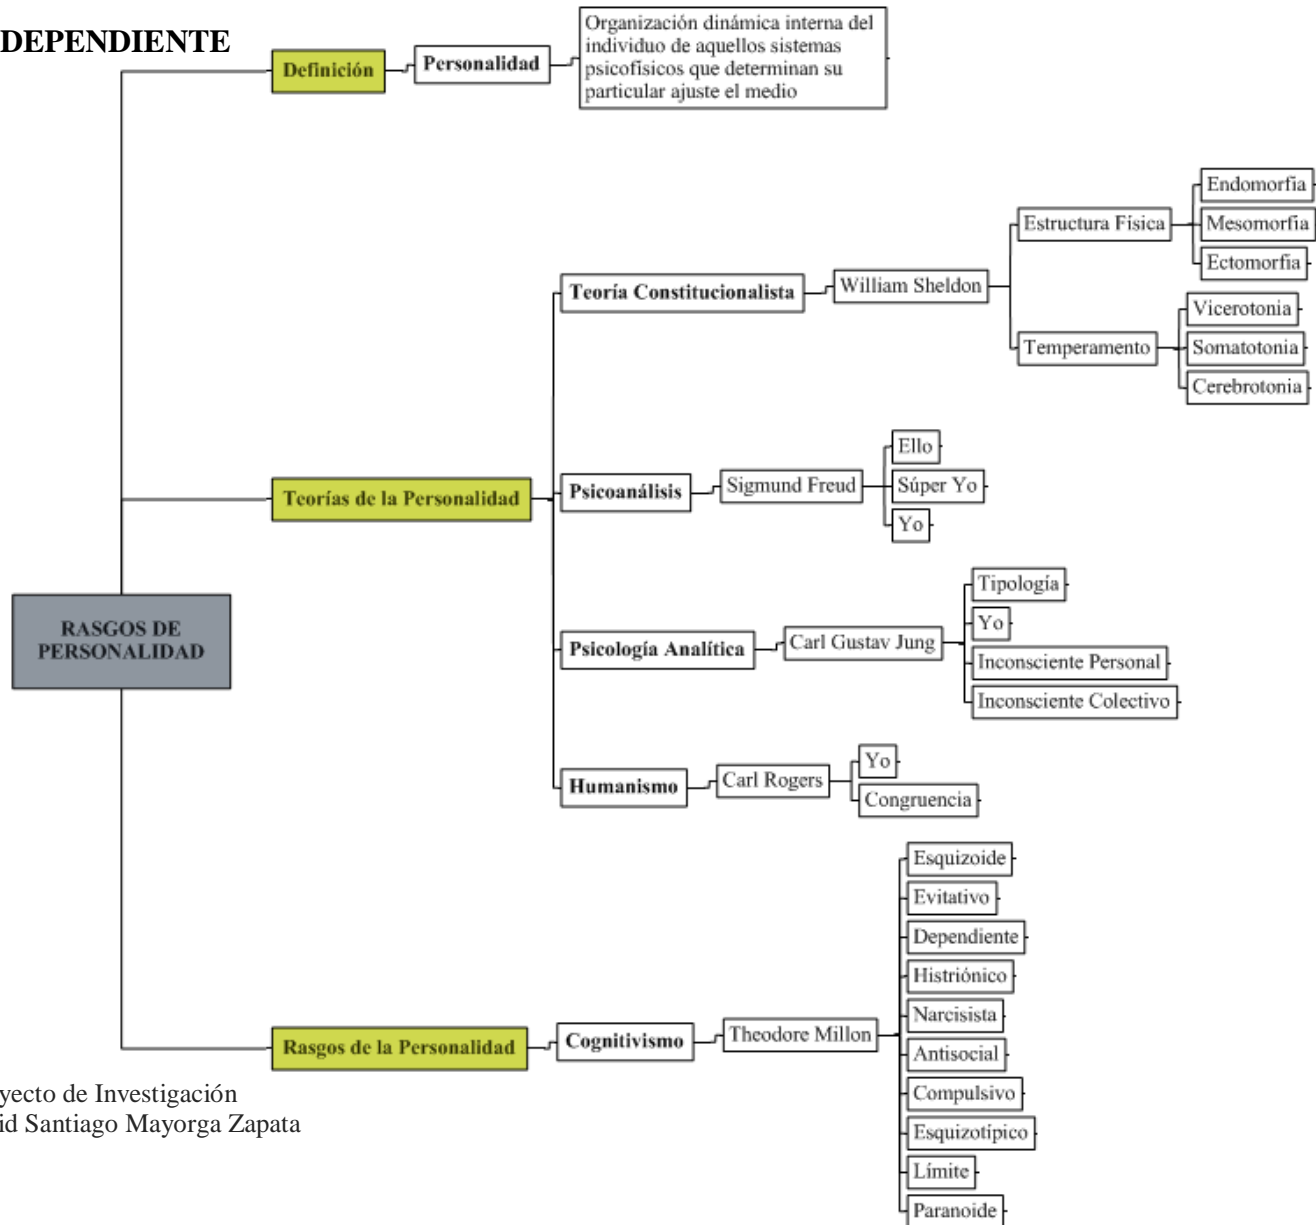 DEPENDIENTE
Definición
Personalidad
Organización dinámica interna del
individuo de aquellos sistemas
psicofísicos que determinan su
particular ajuste el medio
RASGOS DE
PERSONALIDAD
Teorías de la Personalidad
Teoría Constitucionalista
William Sheldon
Estructura Física
Endomorfia
Mesomorfia
Ectomorfia
Temperamento
Vicerotonia
Somatotonia
Cerebrotonia
Psicoanálisis
Sigmund Freud
Ello
Súper Yo
Yo
Psicología Analítica
Carl Gustav Jung
Tipología
Yo
Inconsciente Personal
Inconsciente Colectivo
Humanismo
Carl Rogers
Yo
Congruencia
Rasgos de la Personalidad
Cognitivismo
Theodore Millon
Esquizoide
Evitativo
Dependiente
Histriónico
Narcisista
Antisocial
Compulsivo
Esquizotípico
Límite
Paranoide
yecto de Investigación
id Santiago Mayorga Zapata